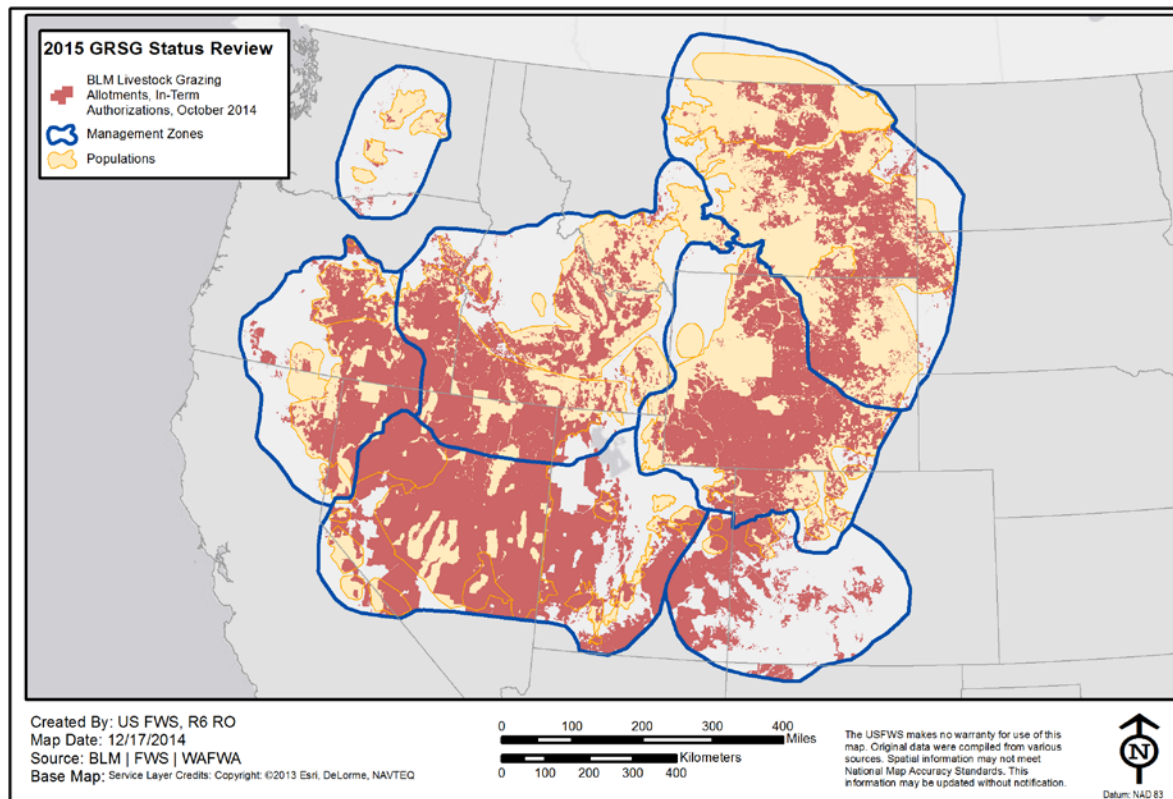 2015 GRSG Status Review
BLM Livestock Grazing
Allotments, In-Term
Authorizations, October 2014
Management Zones
Populations
Created By: US FWS, R6 RO
Map Date: 12/17/2014
Source: BLM | FWS | WAFWA
Base Map: Service Layer Credits: Copyright: ©2013 Esri, DeLorme, NAVTEQ
0 100 200 300 400
Miles
Kilometers
0 50 100 200 300 400
The USFWS makes no warranty for use of this
map. Original data were compiled from various
sources. Spatial information may not meet
National Map Accuracy Standards. This
information may be updated without notification.
N
Datum: NAD 83